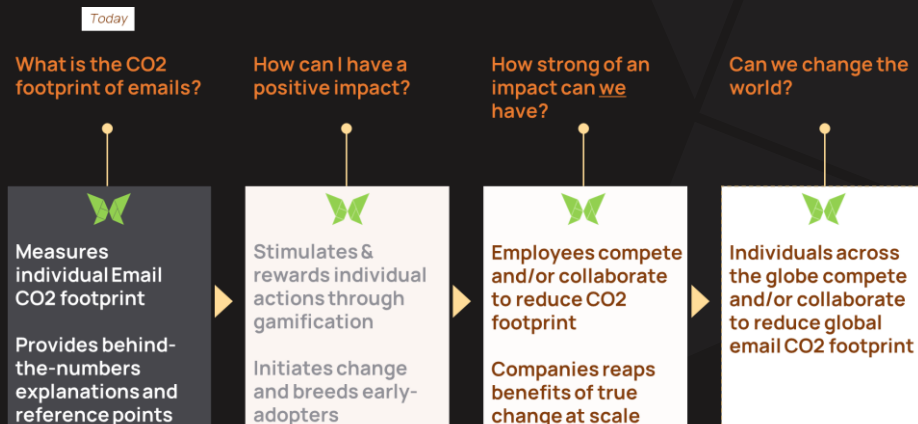 Today
What is the CO2
footprint of emails?
How can I have a
positive impact?
How strong of an
impact can we
have?
Can we change the
world?
Measures
individual Email
CO2 footprint
Provides behind-
the-numbers
explanations and
reference points
Stimulates &
rewards individual
actions through
gamification
Initiates change
and breeds early-
adopters
Employees compete
and/or collaborate
to reduce CO2
footprint
Companies reaps
benefits of true
change at scale
Individuals across
the globe compete
and/or collaborate
to reduce global
email CO2 footprint